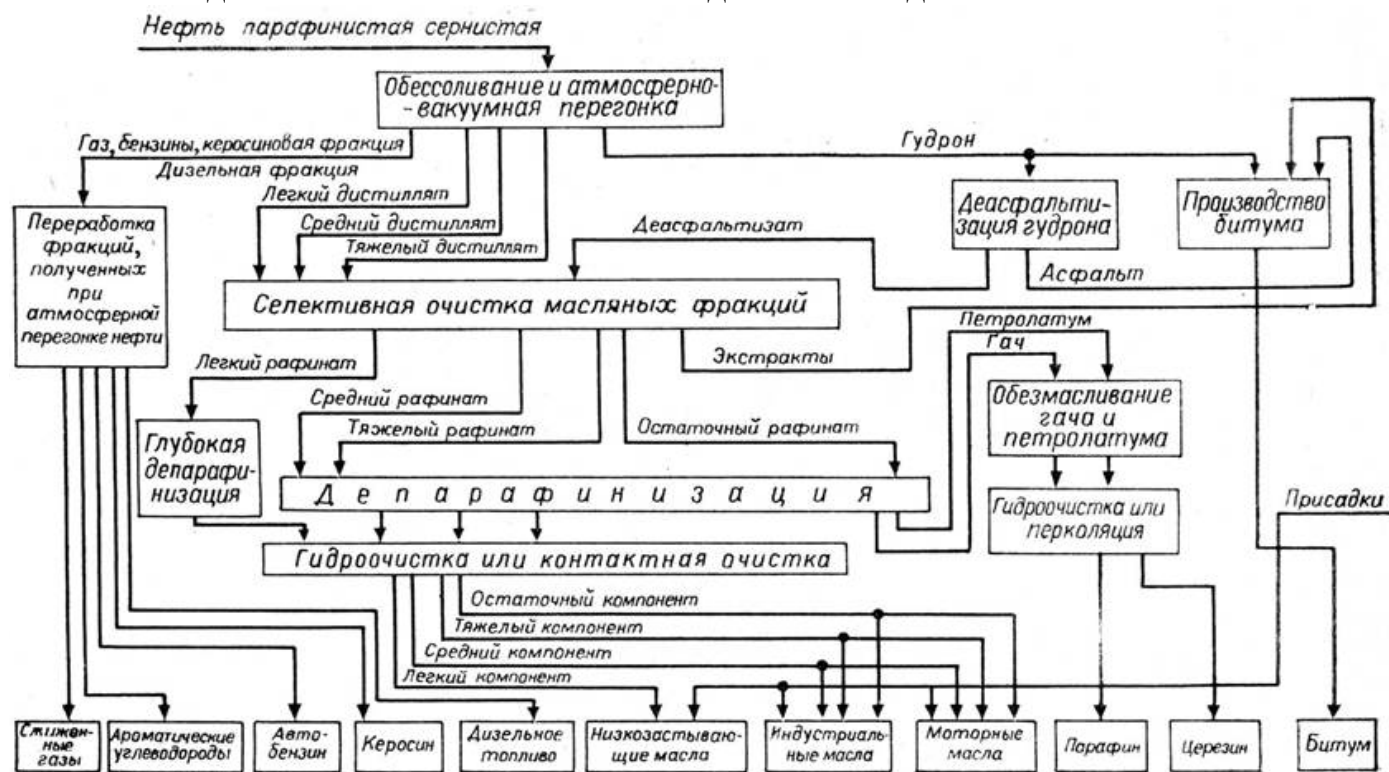 Нефть парафинистая сернистая
Обессоливание и атмосферно-
-вакуумная перегонка
Газ, бензины, керосиновая фракция
Дизельная фракция
Гудрон
Легкий дистиллят
Средний дистиллят
Тяжелый дистиллят
Переработка
фракций,
полученных
при
атмосферной
перегонке нефти
Деасфальтизат
Деасфальти-
зация гудрона
Производство
битума
Асфальт
Селективная очистка масляных фракций
Петролатум
Гач
Экстракты
Легкий рафинат
Средний рафинат
Тяжелый рафинат
Остаточный рафинат
Обезмасливание
гача и
петролатума
Глубокая
депарафи-
низация
Депарафинизация
Гидроочистка или
перколяция
Присадки
Гидроочистка или контактная очистка
Остаточный компонент
Тяжелый компонент
Средний компонент
Легкий компонент
Сжижен-
ные
газы
Ароматические
углеводороды
Авто-
бензин
Керосин
Дизельное
топливо
Низкозастываю-
щие масла
Индустриаль-
ные масла
Моторные
масла
Парафин
Церезин
Битум